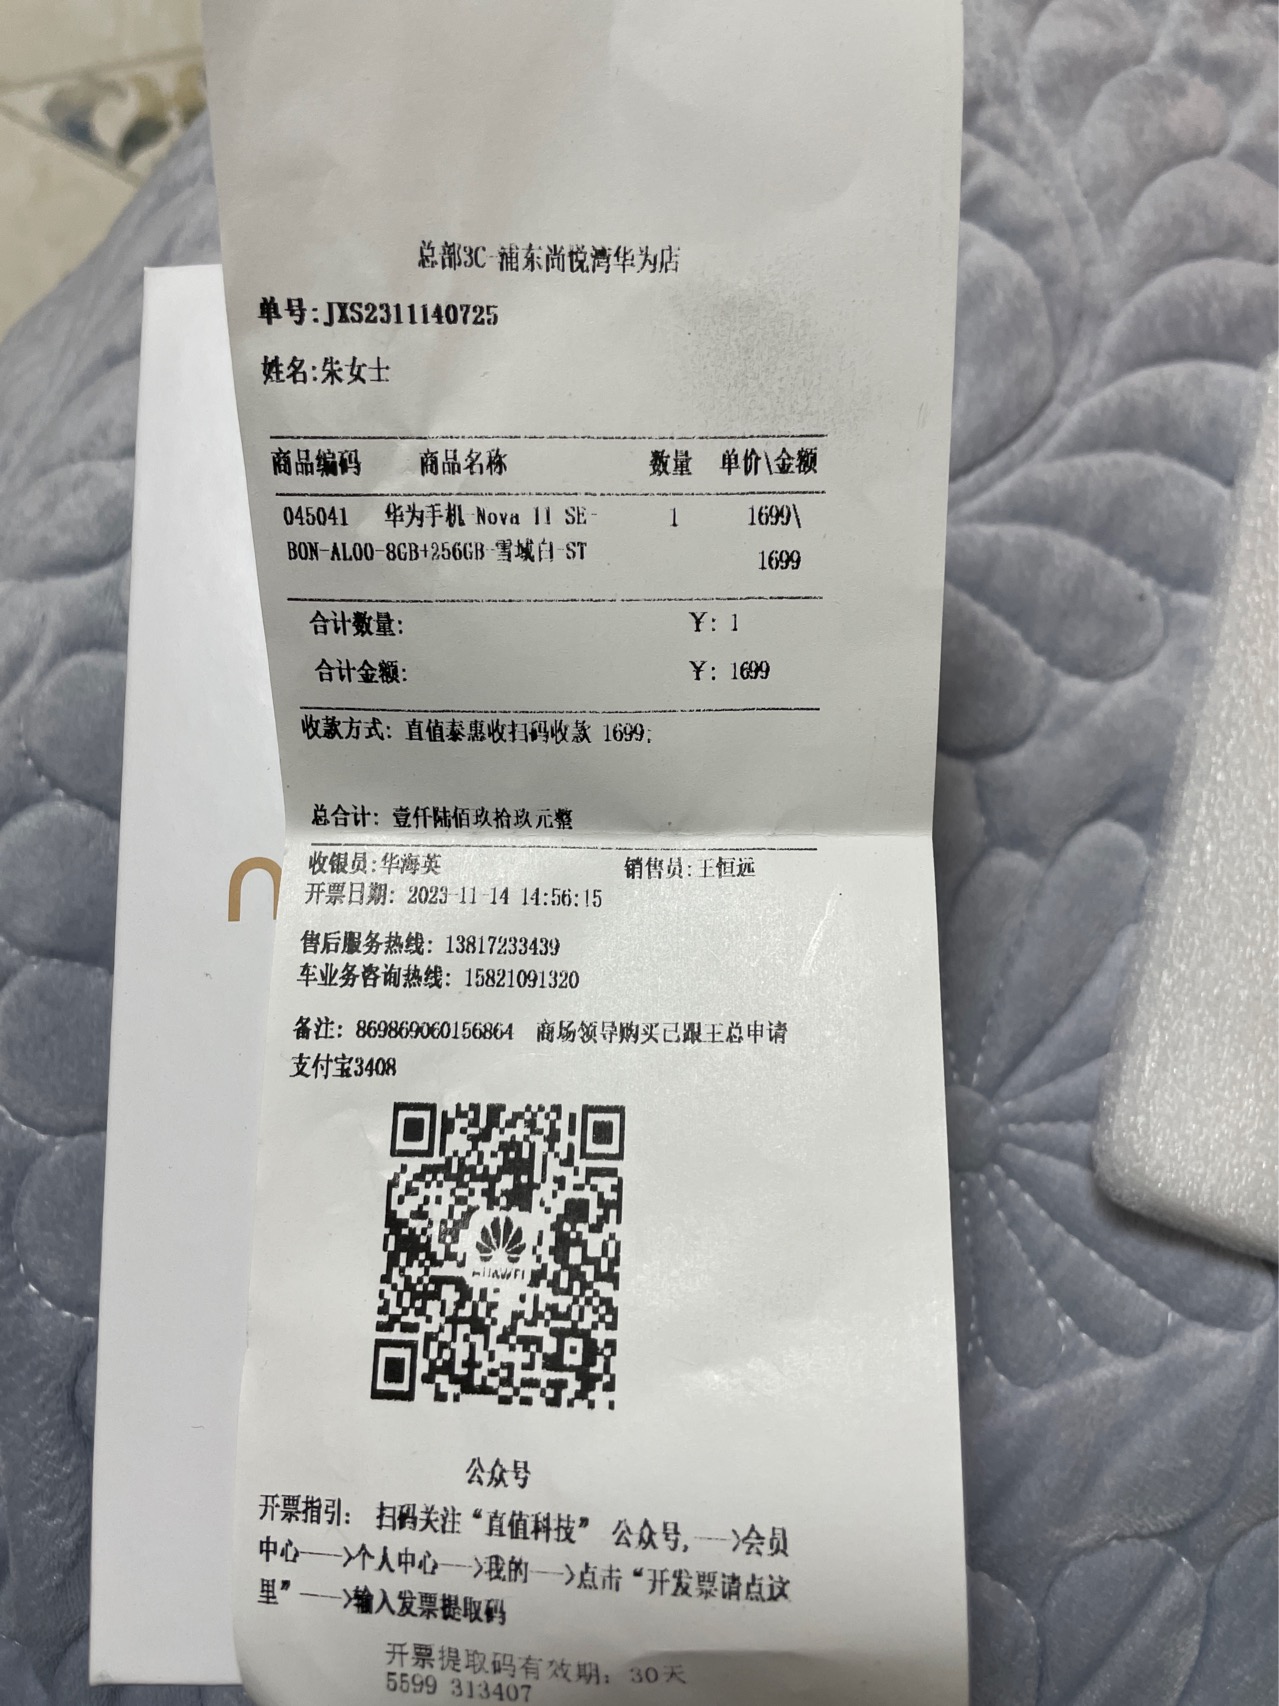 总部3C-浦东尚悦湾华为店
单号:JXS2311140725
姓名:朱女士
商品编码 商品名称 数量 单价\金额
045041 华为手机-Nova 11 SE- 1 1699\
BON-AL00-8GB+256GB-雪域白-ST 1699
合计数量: ¥: 1
合计金额: ¥: 1699
收款方式: 直值泰惠收扫码收款 1699;
总合计: 壹仟陆佰玖拾玖元整
收银员:华海英 销售员:王恒远
开票日期: 2023-11-14 14:56:15
售后服务热线: 13817233439
车业务咨询热线: 15821091320
备注: 869869060156864 商场领导购买已跟王总申请
支付宝3408
HUAWEI
公众号
开票指引: 扫码关注“直值科技” 公众号,--->会员
中心--->个人中心--->我的--->点击“开发票请点这
里”--->输入发票提取码
开票提取码有效期: 30天
5599 313407
n